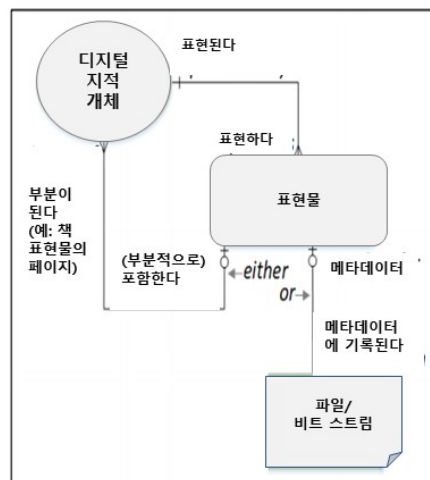 디지털
지적
개체
표현된다
표현하다
표현물
부분이
된다
(예: 책
표현물의
페이지)
(부분적으로)
포함한다
either
or
메타데이터
메타데이터
에 기록된다
파일/
비트 스트림